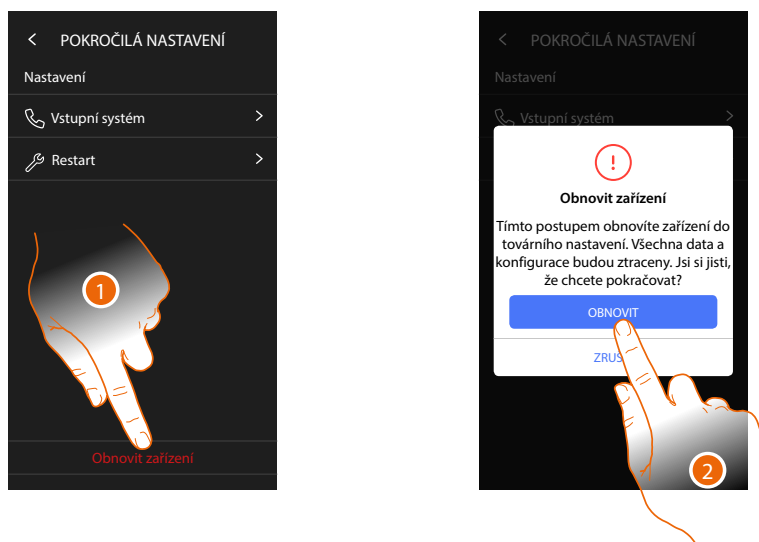 POKROČILÁ NASTAVENÍ
Nastavení
Vstupní systém
Restart
1
Obnovit zařízení
POKROČILÁ NASTAVENÍ
Nastavení
Vstupní systém
Obnovit zařízení
Tímto postupem obnovíte zařízení do
továrního nastavení. Všechna data a
konfigurace budou ztraceny. Jsi si jisti,
že chcete pokračovat?
OBNOVIT
ZRUS
2